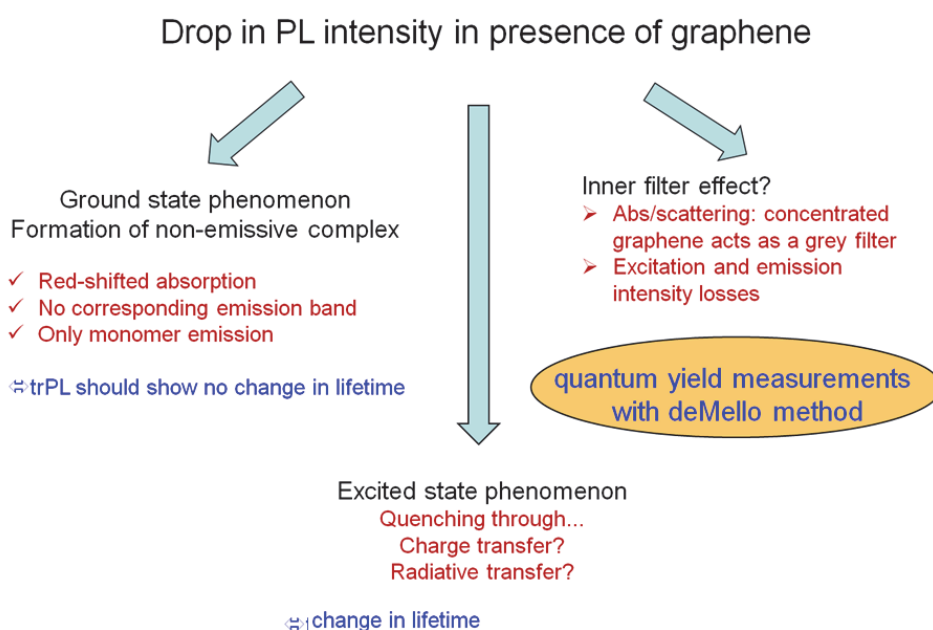 Drop in PL intensity in presence of graphene
Ground state phenomenon
Formation of non-emissive complex
✓ Red-shifted absorption
✓ No corresponding emission band
✓ Only monomer emission
⇔trPL should show no change in lifetime
Inner filter effect?
➢ Abs/scattering: concentrated
graphene acts as a grey filter
➢ Excitation and emission
intensity losses
quantum yield measurements
with deMello method
Excited state phenomenon
Quenching through...
Charge transfer?
Radiative transfer?
⇔ change in lifetime